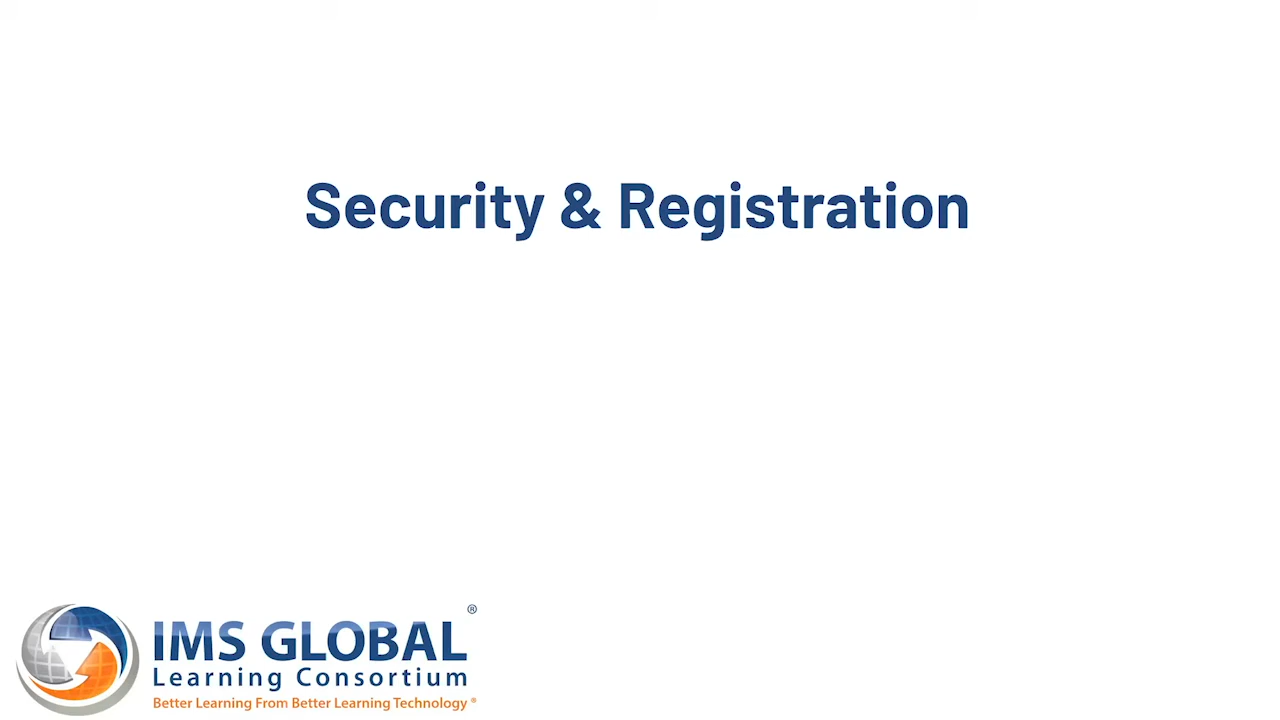 Security & Registration
IMS GLOBAL®
Learning Consortium
Better Learning From Better Learning Technology®